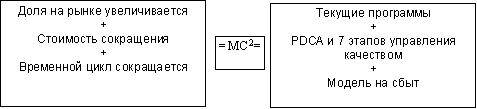 Доля на рынке увеличивается
+
Стоимость сокращения
+
Временной цикл сокращается
= MC²=
Текущие программы
+
PDCA и 7 этапов управления
качеством
+
Модель на сбыт